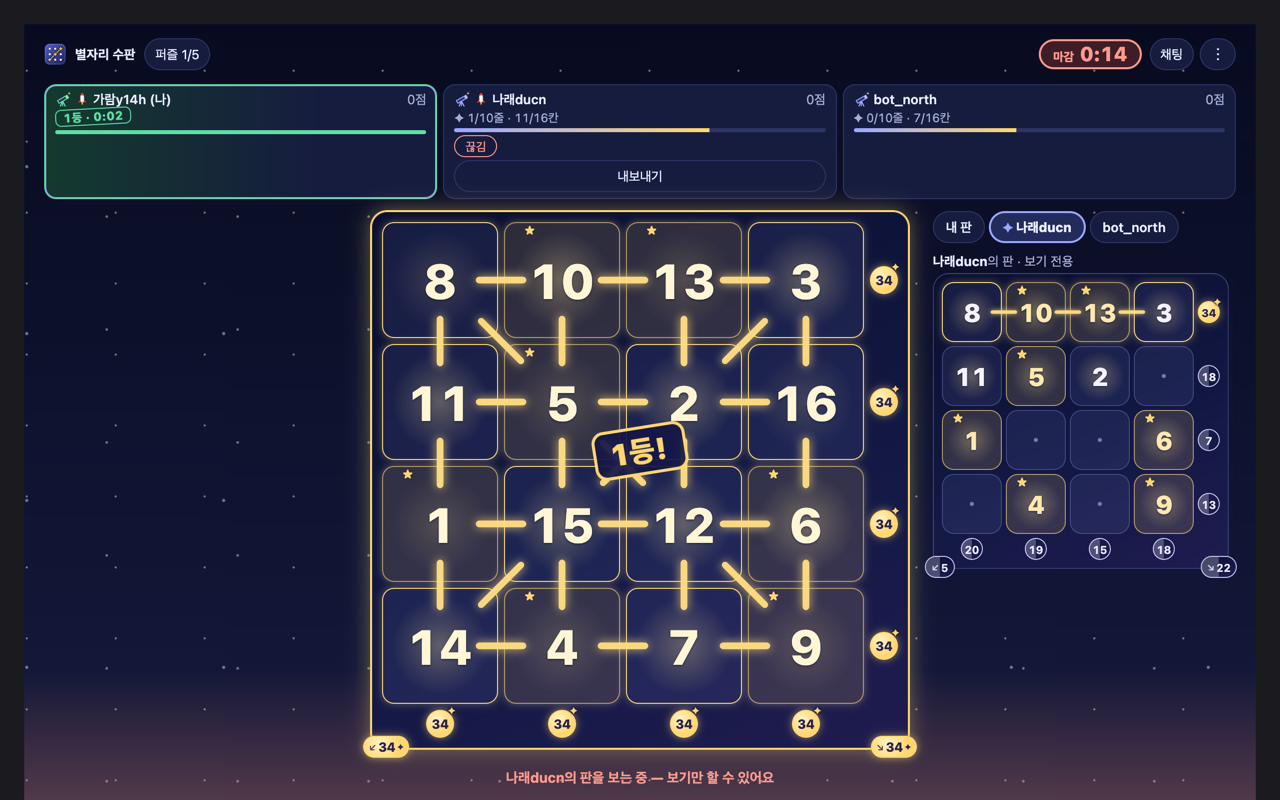 별자리 수판 퍼즐 1/5 마감 0:14 채팅
가람y14h (나) 0점
1등 · 0:02
나래ducn 0점
1/10줄 · 11/16칸
끊김
내보내기
bot_north 0점
0/10줄 · 7/16칸
8 10 13 3 34
11 5 2 16 34
1등!
1 15 12 6 34
14 4 7 9 34
34 34 34 34
↙34 ↘34
나래ducn의 판을 보는 중 — 보기만 할 수 있어요
내 판 나래ducn bot_north
나래ducn의 판 · 보기 전용
8 10 13 3 34
11 5 2 · 18
1 · · 6 7
· 4 · 9 13
20 19 15 18
↙5 ↘22